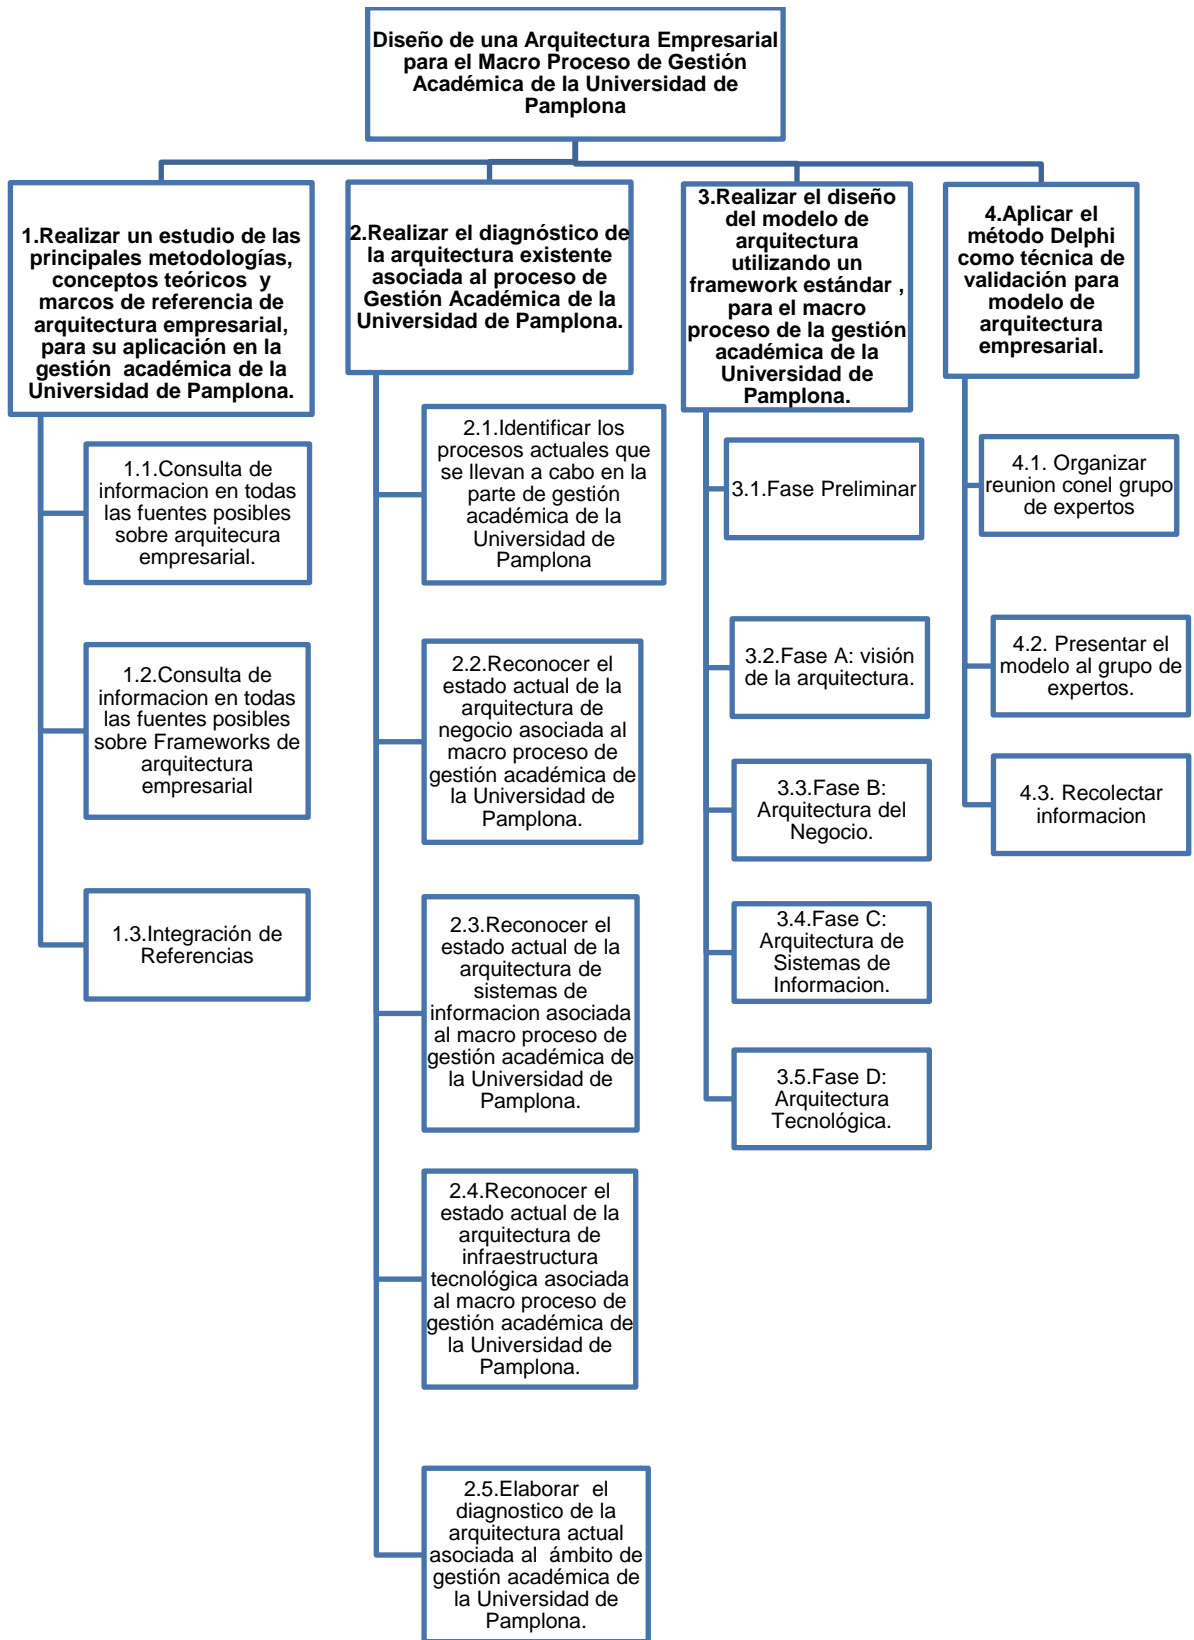 Diseño de una Arquitectura Empresarial
para el Macro Proceso de Gestión
Académica de la Universidad de
Pamplona
1.Realizar un estudio de las
principales metodologías,
conceptos teóricos y
marcos de referencia de
arquitectura empresarial,
para su aplicación en la
gestión académica de la
Universidad de Pamplona.
1.1.Consulta de
informacion en todas
las fuentes posibles
sobre arquitecura
empresarial.
1.2.Consulta de
informacion en todas
las fuentes posibles
sobre Frameworks de
arquitectura
empresarial
1.3.Integración de
Referencias
2.Realizar el diagnóstico de
la arquitectura existente
asociada al proceso de
Gestión Académica de la
Universidad de Pamplona.
2.1.Identificar los
procesos actuales que
se llevan a cabo en la
parte de gestión
académica de la
Universidad de
Pamplona
2.2.Reconocer el
estado actual de la
arquitectura de
negocio asociada al
macro proceso de
gestión académica de
la Universidad de
Pamplona.
2.3.Reconocer el
estado actual de la
arquitectura de
sistemas de
informacion asociada
al macro proceso de
gestión académica de
la Universidad de
Pamplona.
2.4.Reconocer el
estado actual de la
arquitectura de
infraestructura
tecnológica asociada
al macro proceso de
gestión académica de
la Universidad de
Pamplona.
2.5.Elaborar el
diagnostico de la
arquitectura actual
asociada al ámbito de
gestión académica de
la Universidad de
Pamplona.
3.Realizar el diseño
del modelo de
arquitectura
utilizando un
framework estándar ,
para el macro
proceso de la gestión
académica de la
Universidad de
Pamplona.
3.1.Fase Preliminar
3.2.Fase A: visión
de la arquitectura.
3.3.Fase B:
Arquitectura del
Negocio.
3.4.Fase C:
Arquitectura de
Sistemas de
Informacion.
3.5.Fase D:
Arquitectura
Tecnológica.
4.Aplicar el
método Delphi
como técnica de
validación para
modelo de
arquitectura
empresarial.
4.1. Organizar
reunion conel grupo
de expertos
4.2. Presentar el
modelo al grupo de
expertos.
4.3. Recolectar
informacion